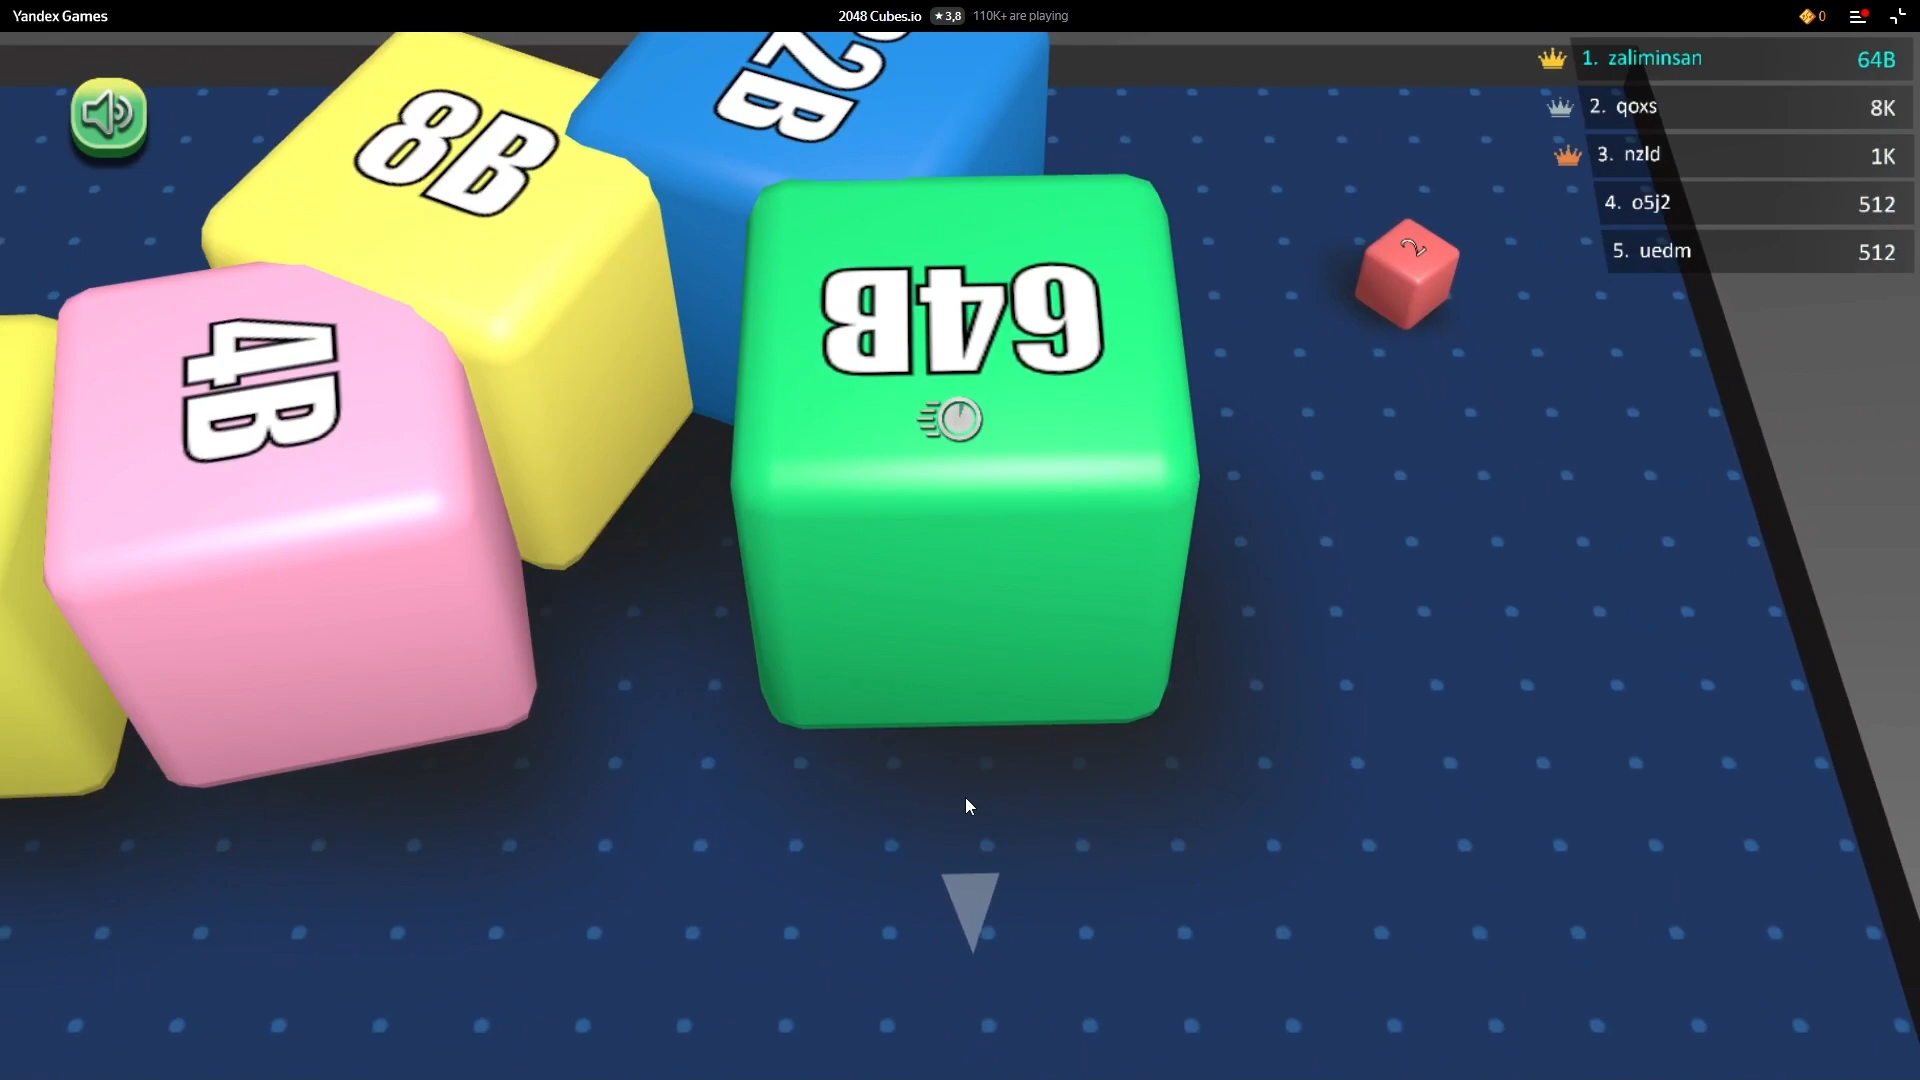 Yandex Games
2048 Cubes.io ★3,8 110K+ are playing
0
1. zaliminsan 64B
2. qoxs 8K
3. nzld 1K
4. o5j2 512
5. uedm 512
8B
2B
64B
4B
2